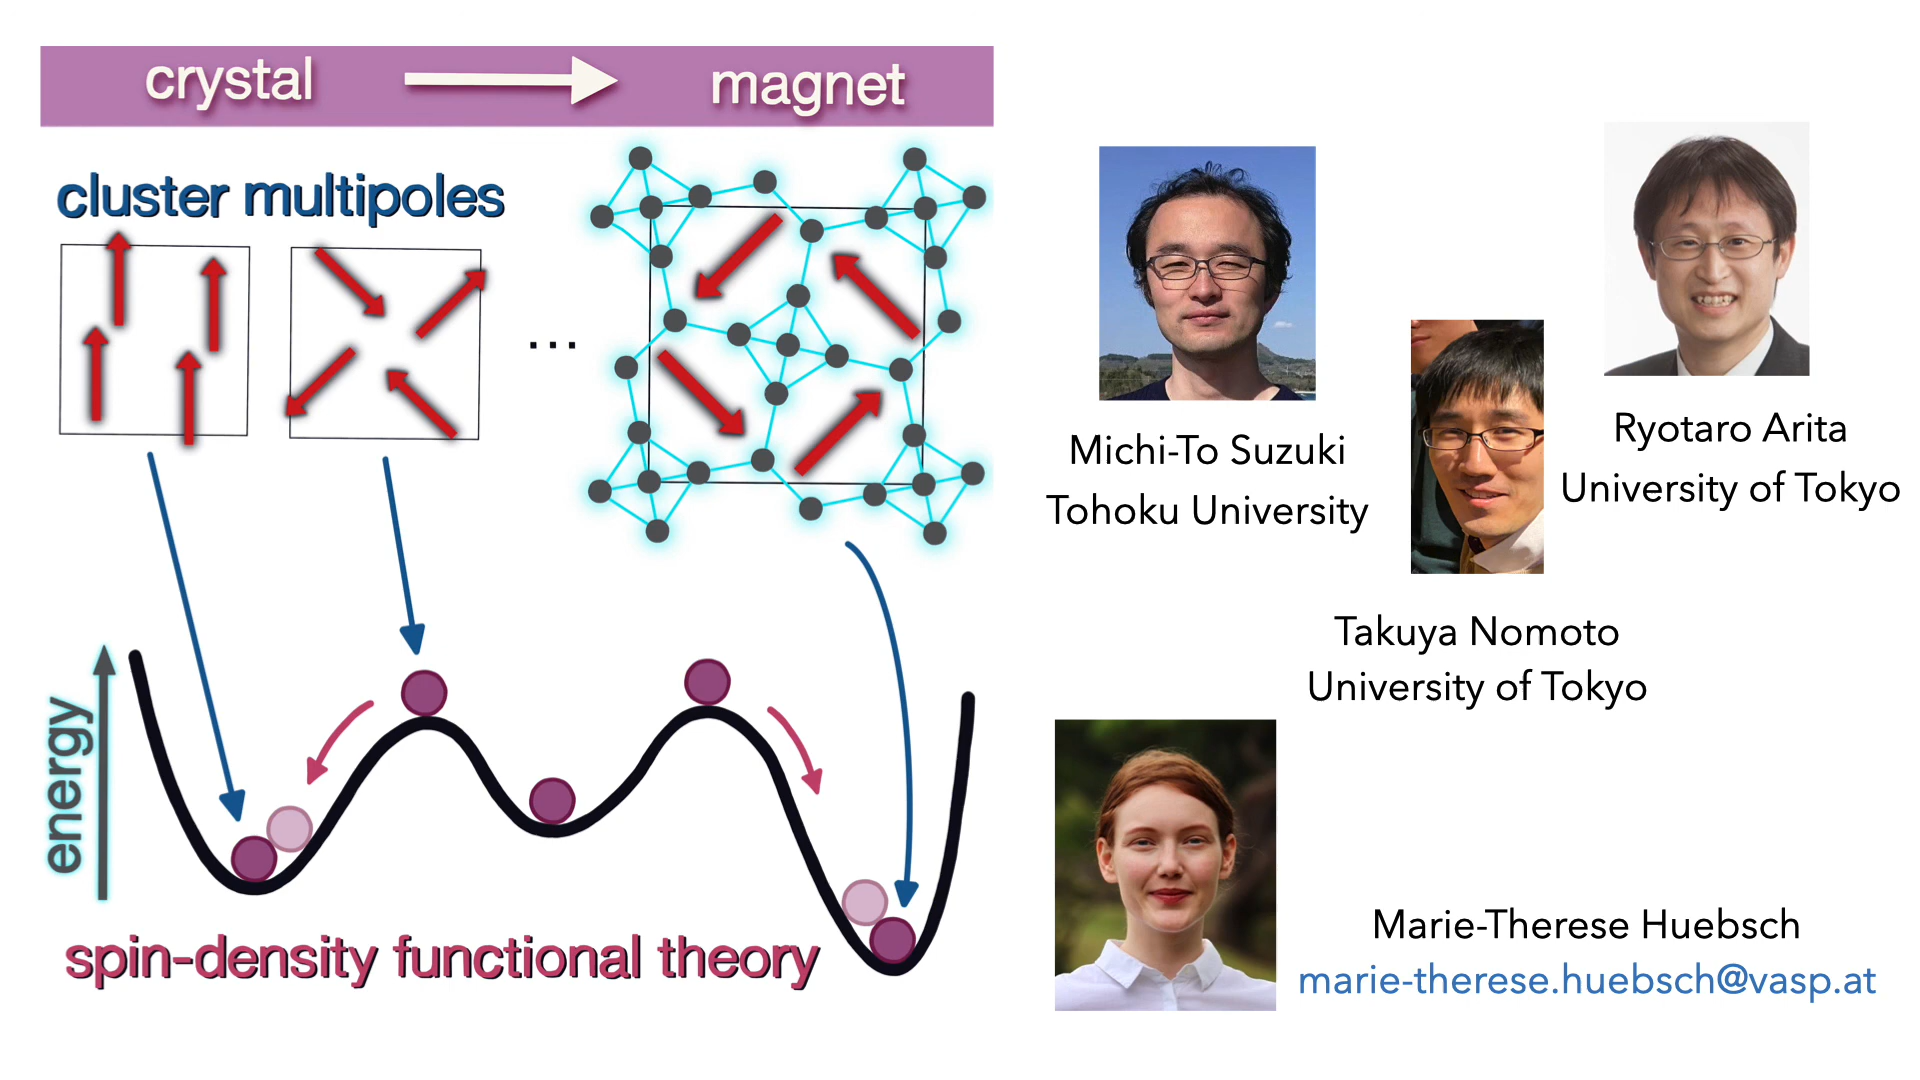 crystal
magnet
cluster multipoles
...
energy
spin-density functional theory
Michi-To Suzuki
Tohoku University
Ryotaro Arita
University of Tokyo
Takuya Nomoto
University of Tokyo
Marie-Therese Huebsch
marie-therese.huebsch@vasp.at